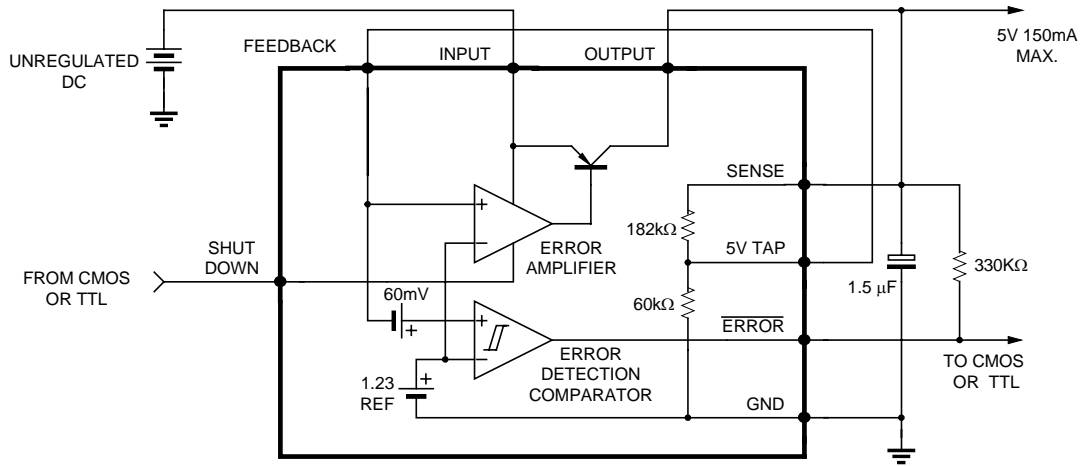 FEEDBACK
INPUT
OUTPUT
5V 150mA
MAX.
UNREGULATED
DC
+
SENSE
182kΩ
+
−
SHUT
DOWN
ERROR
AMPLIFIER
5V TAP
FROM CMOS
OR TTL
330KΩ
1.5 µF
60mV
+
60kΩ
+
−
ERROR
+
ERROR
DETECTION
COMPARATOR
TO CMOS
OR TTL
1.23
REF
GND